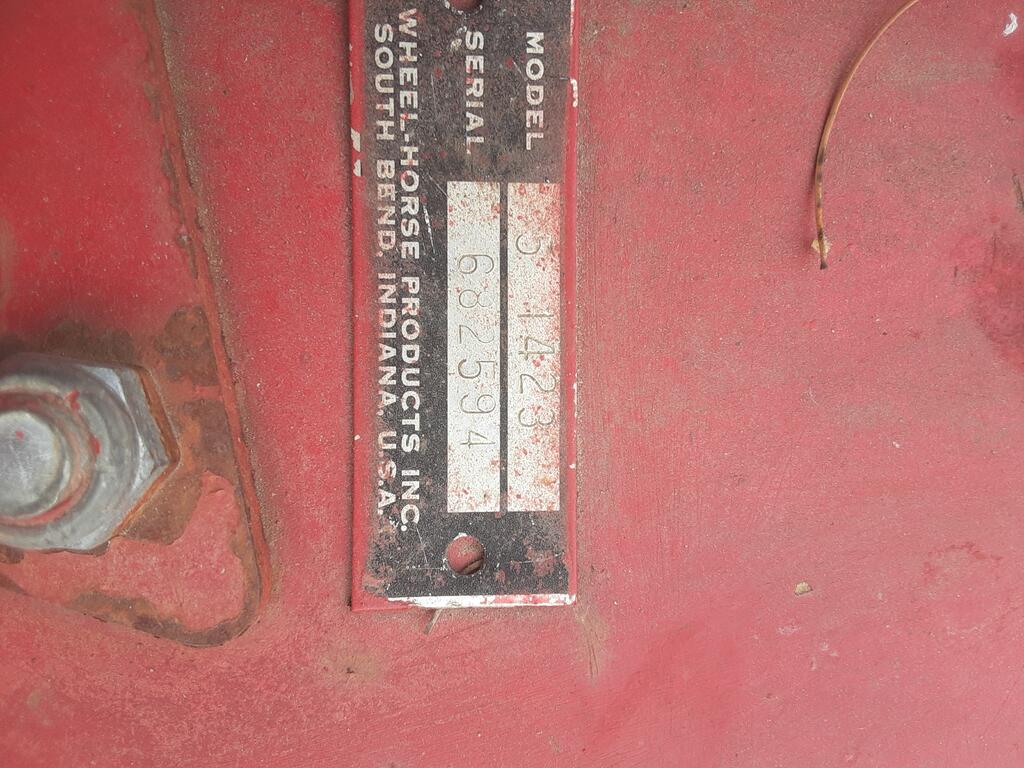 MODEL 5 1423
SERIAL 682594
WHEEL-HORSE PRODUCTS INC.
SOUTH BEND, INDIANA, U.S.A.